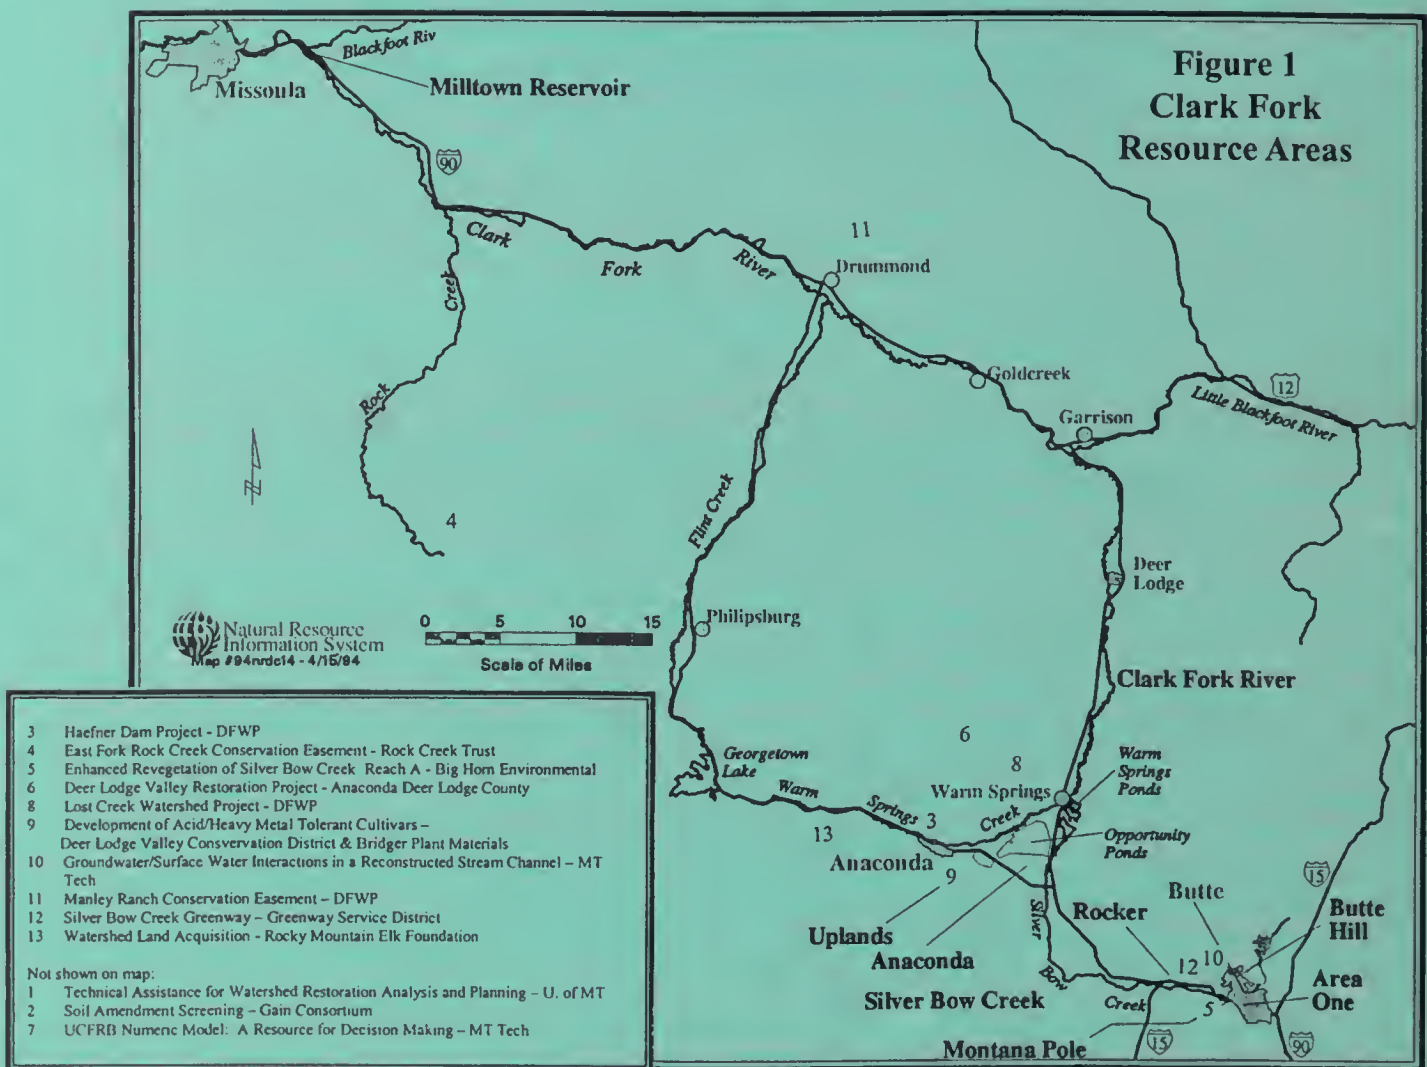 Figure 1
Clark Fork
Resource Areas
Blackfoot Riv
Missoula
Milltown Reservoir
90
Clark
Fork
River
11
Drummond
Creek
Rock
Goldcreek
12
Little Blackfoot River
Garrison
Flint Creek
4
Deer
Lodge
Natural Resource
Information System
Map #94nrdc14 - 4/15/94
0 5 10 15
Scale of Miles
Philipsburg
Clark Fork River
6
Georgetown
Lake
8
Warm
Springs
Ponds
Warm Springs
Warm
Springs
Creek
3
13
Opportunity
Ponds
Anaconda
9
15
Butte
Silver
Rocker
Butte
Hill
Uplands
Anaconda
12
10
Bow
Area
One
Silver Bow Creek
Creek
5
Montana Pole
15
90
3 Haefner Dam Project - DFWP
4 East Fork Rock Creek Conservation Easement - Rock Creek Trust
5 Enhanced Revegetation of Silver Bow Creek Reach A - Big Horn Environmental
6 Deer Lodge Valley Restoration Project - Anaconda Deer Lodge County
8 Lost Creek Watershed Project - DFWP
9 Development of Acid/Heavy Metal Tolerant Cultivars –
Deer Lodge Valley Consvervation District & Bridger Plant Materials
10 Groundwater/Surface Water Interactions in a Reconstructed Stream Channel – MT
Tech
11 Manley Ranch Conservation Easement – DFWP
12 Silver Bow Creek Greenway – Greenway Service District
13 Watershed Land Acquisition - Rocky Mountain Elk Foundation
Not shown on map:
1 Technical Assistance for Watershed Restoration Analysis and Planning – U. of MT
2 Soil Amendment Screening – Gain Consortium
7 UCFRB Numeric Model: A Resource for Decision Making – MT Tech